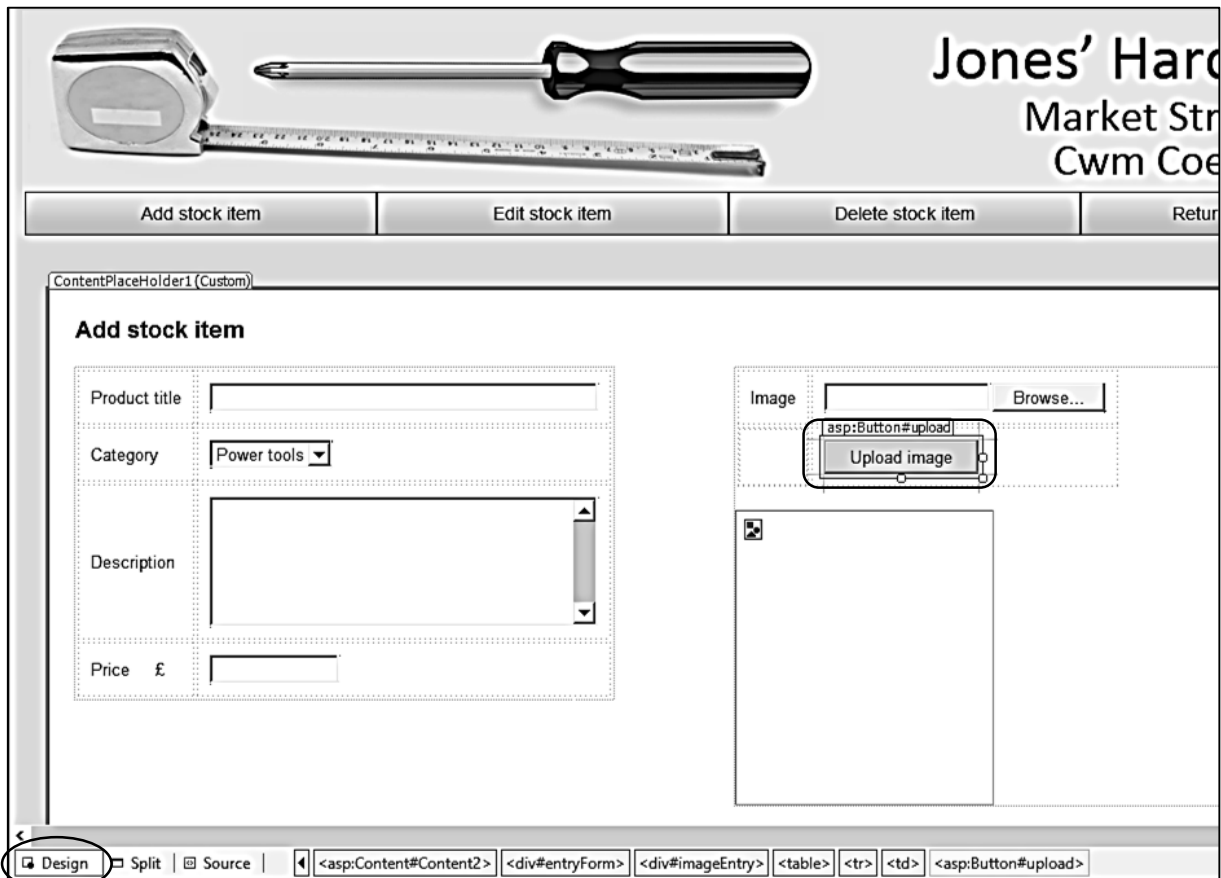 Jones' Hard
Market Str
Cwm Coe
Add stock item Edit stock item Delete stock item Retur
ContentPlaceHolder1 (Custom)
Add stock item
Product title
Category Power tools
Description
Price £
Image Browse...
asp:Button#upload
Upload image
Design Split Source <asp:Content#Content2> <div#entryForm> <div#imageEntry> <table> <tr> <td> <asp:Button#upload>